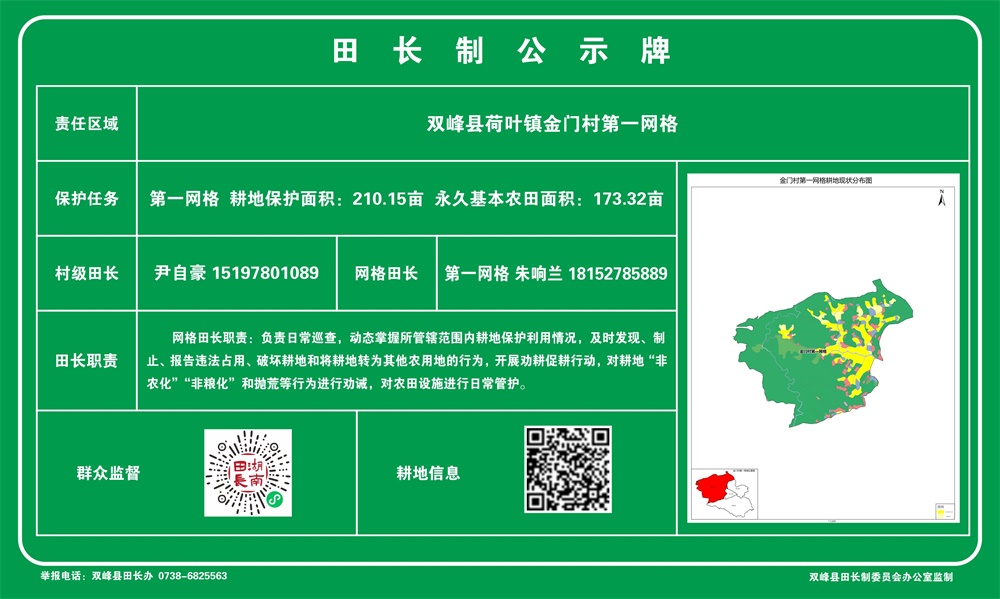 田长制公示牌
责任区域
双峰县荷叶镇金门村第一网格
保护任务
第一网格 耕地保护面积：210.15亩 永久基本农田面积：173.32亩
村级田长
尹自豪 15197801089
网格田长
第一网格 朱响兰 18152785889
田长职责
网格田长职责：负责日常巡查，动态掌握所管辖范围内耕地保护利用情况，及时发现、制
止、报告违法占用、破坏耕地和将耕地转为其他农用地的行为，开展劝耕促耕行动，对耕地“非
农化”“非粮化”和抛荒等行为进行劝诫，对农田设施进行日常管护。
群众监督
湖南
田長
耕地信息
金门村第一网格耕地现状分布图
N
金门村第一网格
举报电话：双峰县田长办 0738-6825563
双峰县田长制委员会办公室监制